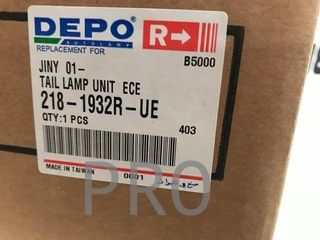 DEPO
AUTOLAMP
REPLACEMENT FOR
R
B5000
JINY 01-
TAIL LAMP UNIT ECE
218-1932R-UE
QTY:1 PCS
403
MADE IN TAIWAN
0001
PRO